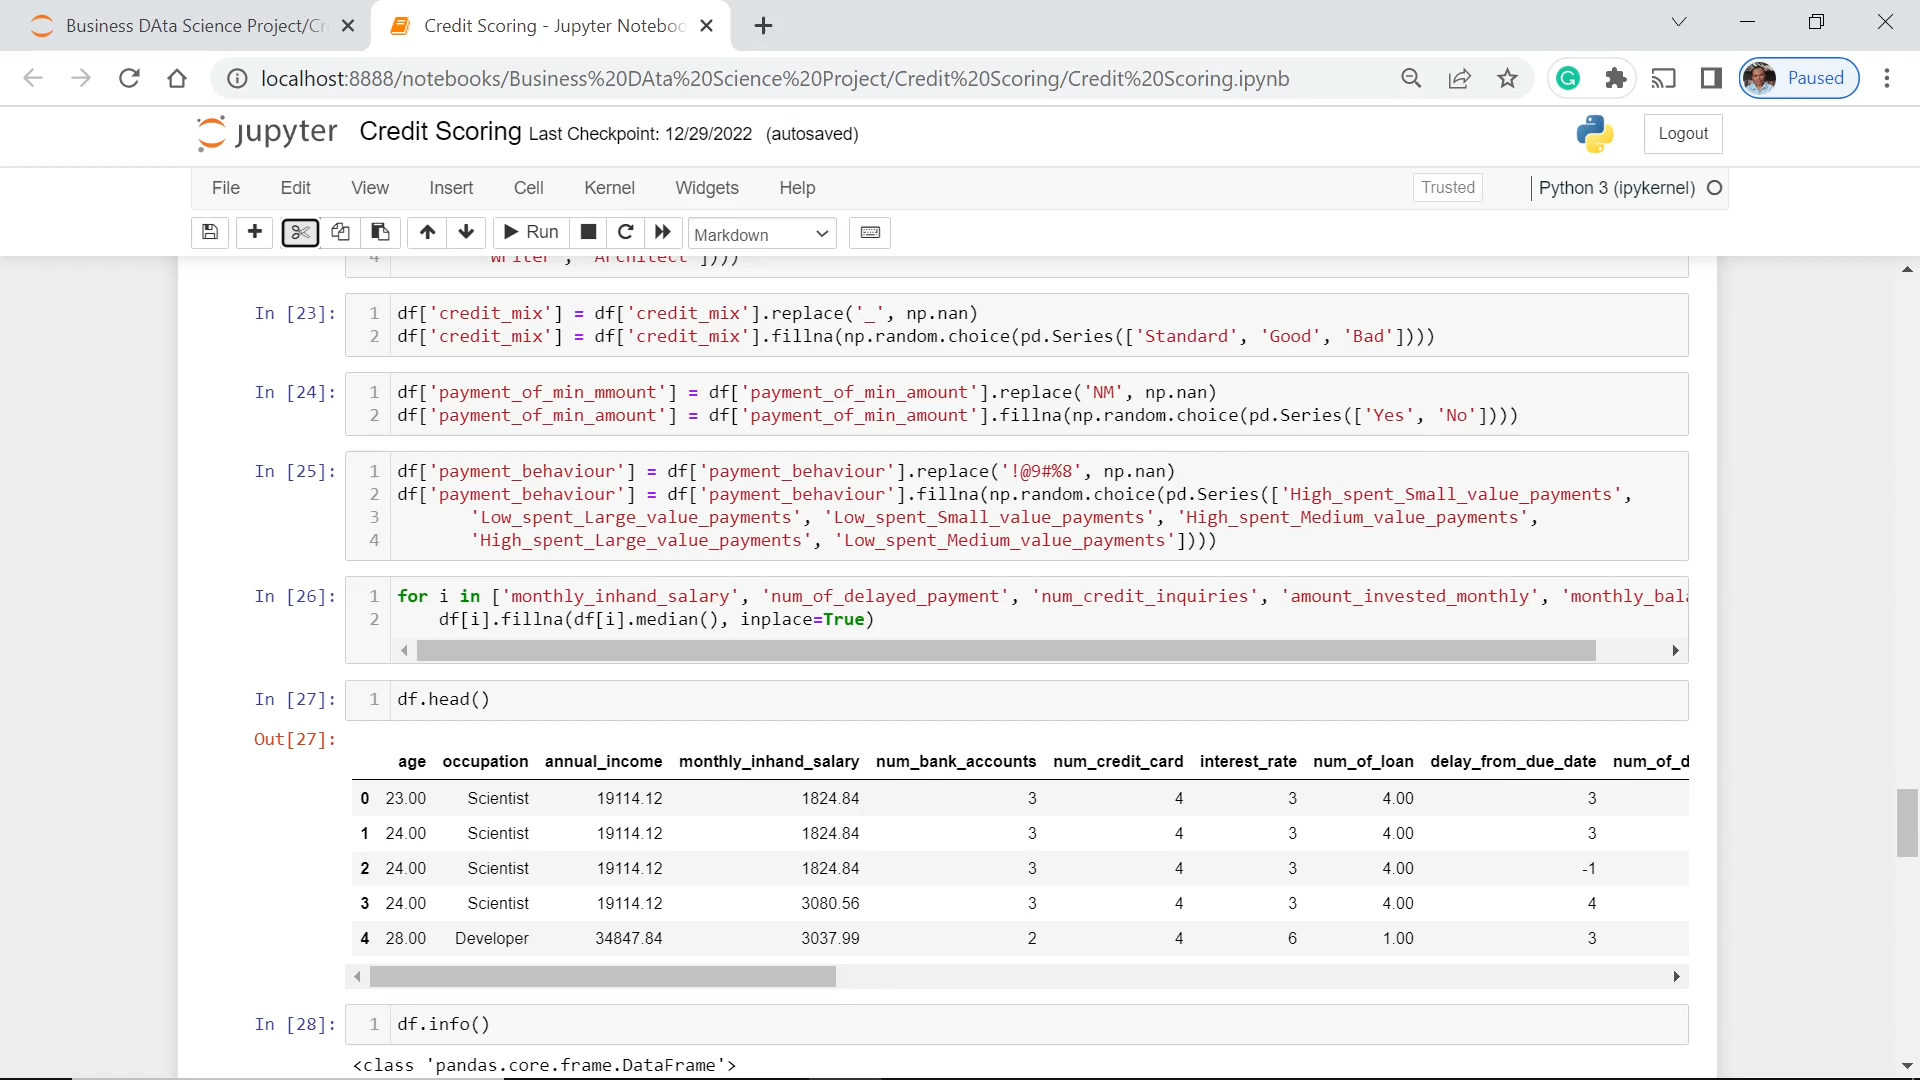 Business DAta Science Project/Cr
Credit Scoring - Jupyter Noteboo
localhost:8888/notebooks/Business%20DAta%20Science%20Project/Credit%20Scoring/Credit%20Scoring.ipynb
Paused
jupyter Credit Scoring Last Checkpoint: 12/29/2022 (autosaved)
Logout
File Edit View Insert Cell Kernel Widgets Help
Trusted Python 3 (ipykernel)
Run Markdown
4 'Writer', 'Architect'])))
In [23]: 1 df['credit_mix'] = df['credit_mix'].replace('_', np.nan)
2 df['credit_mix'] = df['credit_mix'].fillna(np.random.choice(pd.Series(['Standard', 'Good', 'Bad'])))
In [24]: 1 df['payment_of_min_mmount'] = df['payment_of_min_amount'].replace('NM', np.nan)
2 df['payment_of_min_amount'] = df['payment_of_min_amount'].fillna(np.random.choice(pd.Series(['Yes', 'No'])))
In [25]: 1 df['payment_behaviour'] = df['payment_behaviour'].replace('!@9#%8', np.nan)
2 df['payment_behaviour'] = df['payment_behaviour'].fillna(np.random.choice(pd.Series(['High_spent_Small_value_payments',
3 'Low_spent_Large_value_payments', 'Low_spent_Small_value_payments', 'High_spent_Medium_value_payments',
4 'High_spent_Large_value_payments', 'Low_spent_Medium_value_payments'])))
In [26]: 1 for i in ['monthly_inhand_salary', 'num_of_delayed_payment', 'num_credit_inquiries', 'amount_invested_monthly', 'monthly_bala
2 df[i].fillna(df[i].median(), inplace=True)
In [27]: 1 df.head()
Out[27]:
age occupation annual_income monthly_inhand_salary num_bank_accounts num_credit_card interest_rate num_of_loan delay_from_due_date num_of_d
0 23.00 Scientist 19114.12 1824.84 3 4 3 4.00 3
1 24.00 Scientist 19114.12 1824.84 3 4 3 4.00 3
2 24.00 Scientist 19114.12 1824.84 3 4 3 4.00 -1
3 24.00 Scientist 19114.12 3080.56 3 4 3 4.00 4
4 28.00 Developer 34847.84 3037.99 2 4 6 1.00 3
In [28]: 1 df.info()
<class 'pandas.core.frame.DataFrame'>